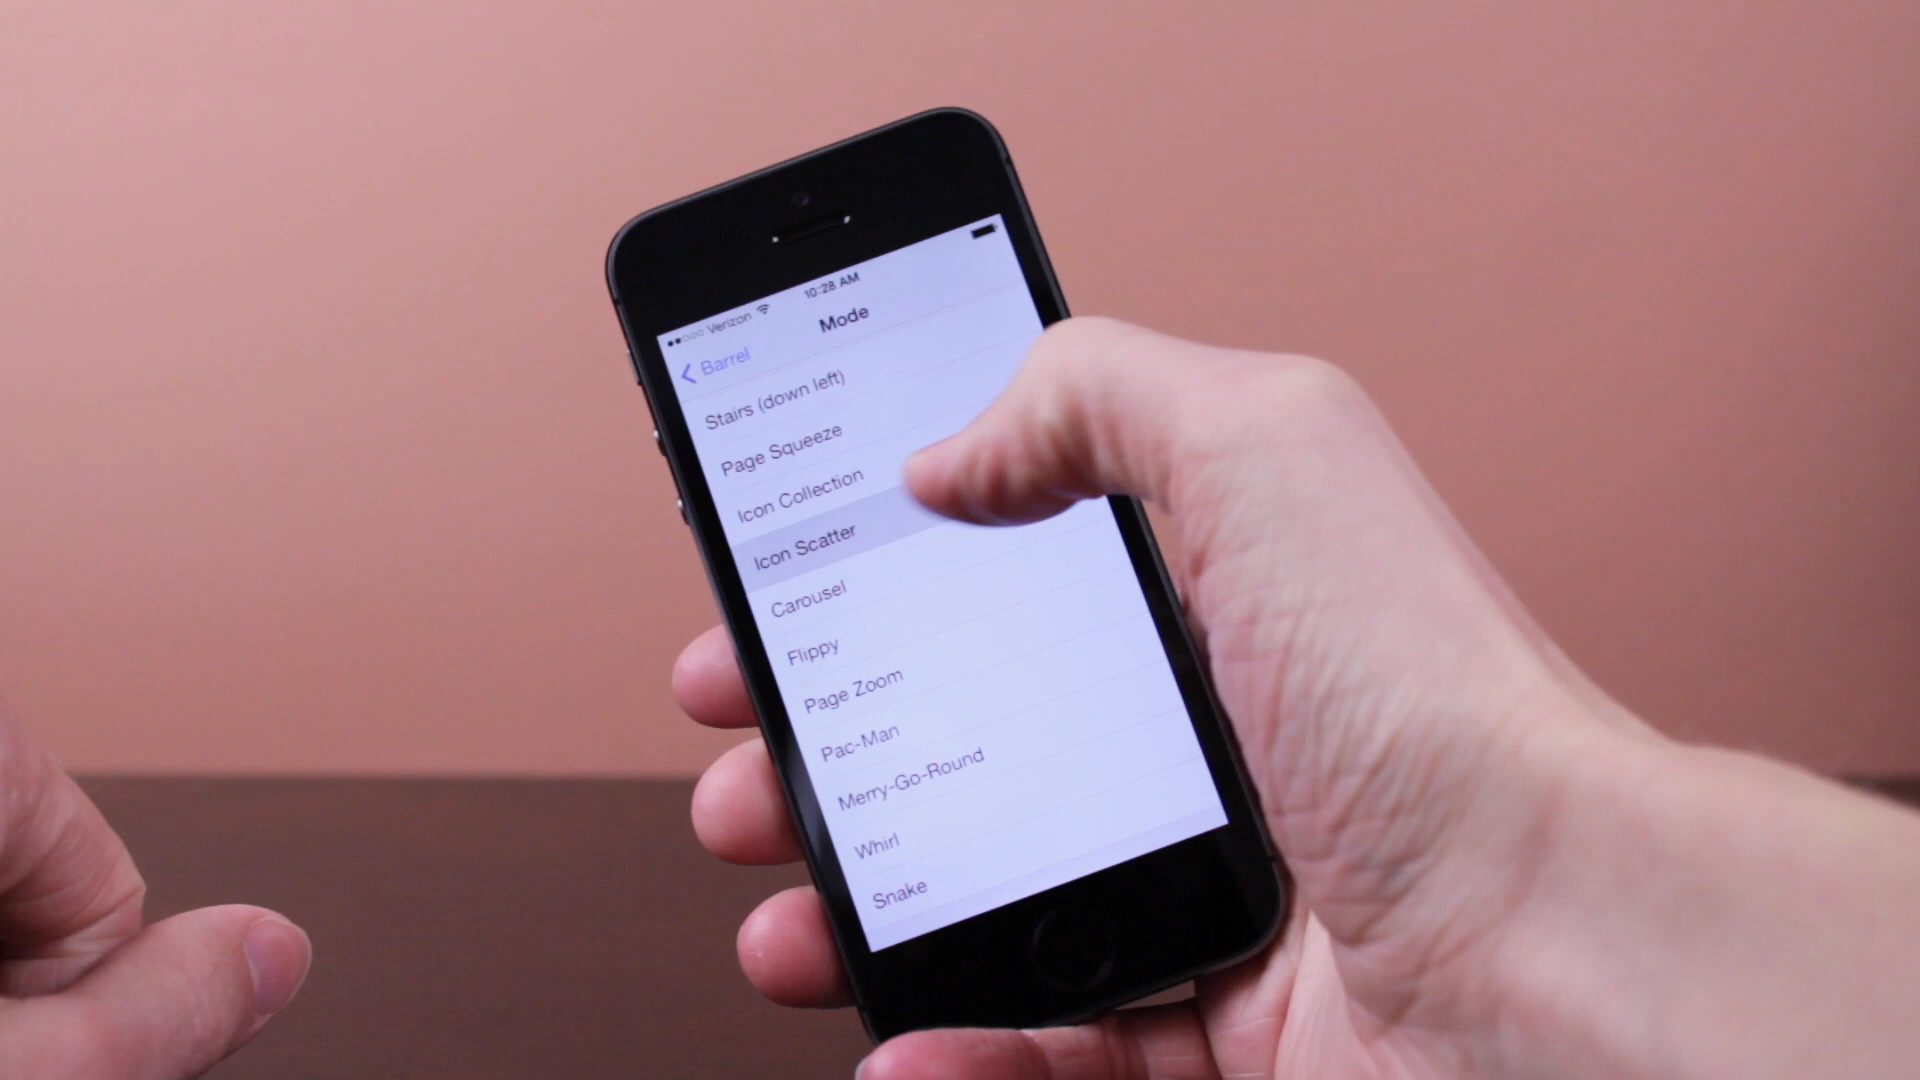 Verizon 10:28 AM
Barrel Mode
Stairs (down left)
Page Squeeze
Icon Collection
Icon Scatter
Carousel
Flippy
Page Zoom
Pac-Man
Merry-Go-Round
Whirl
Snake